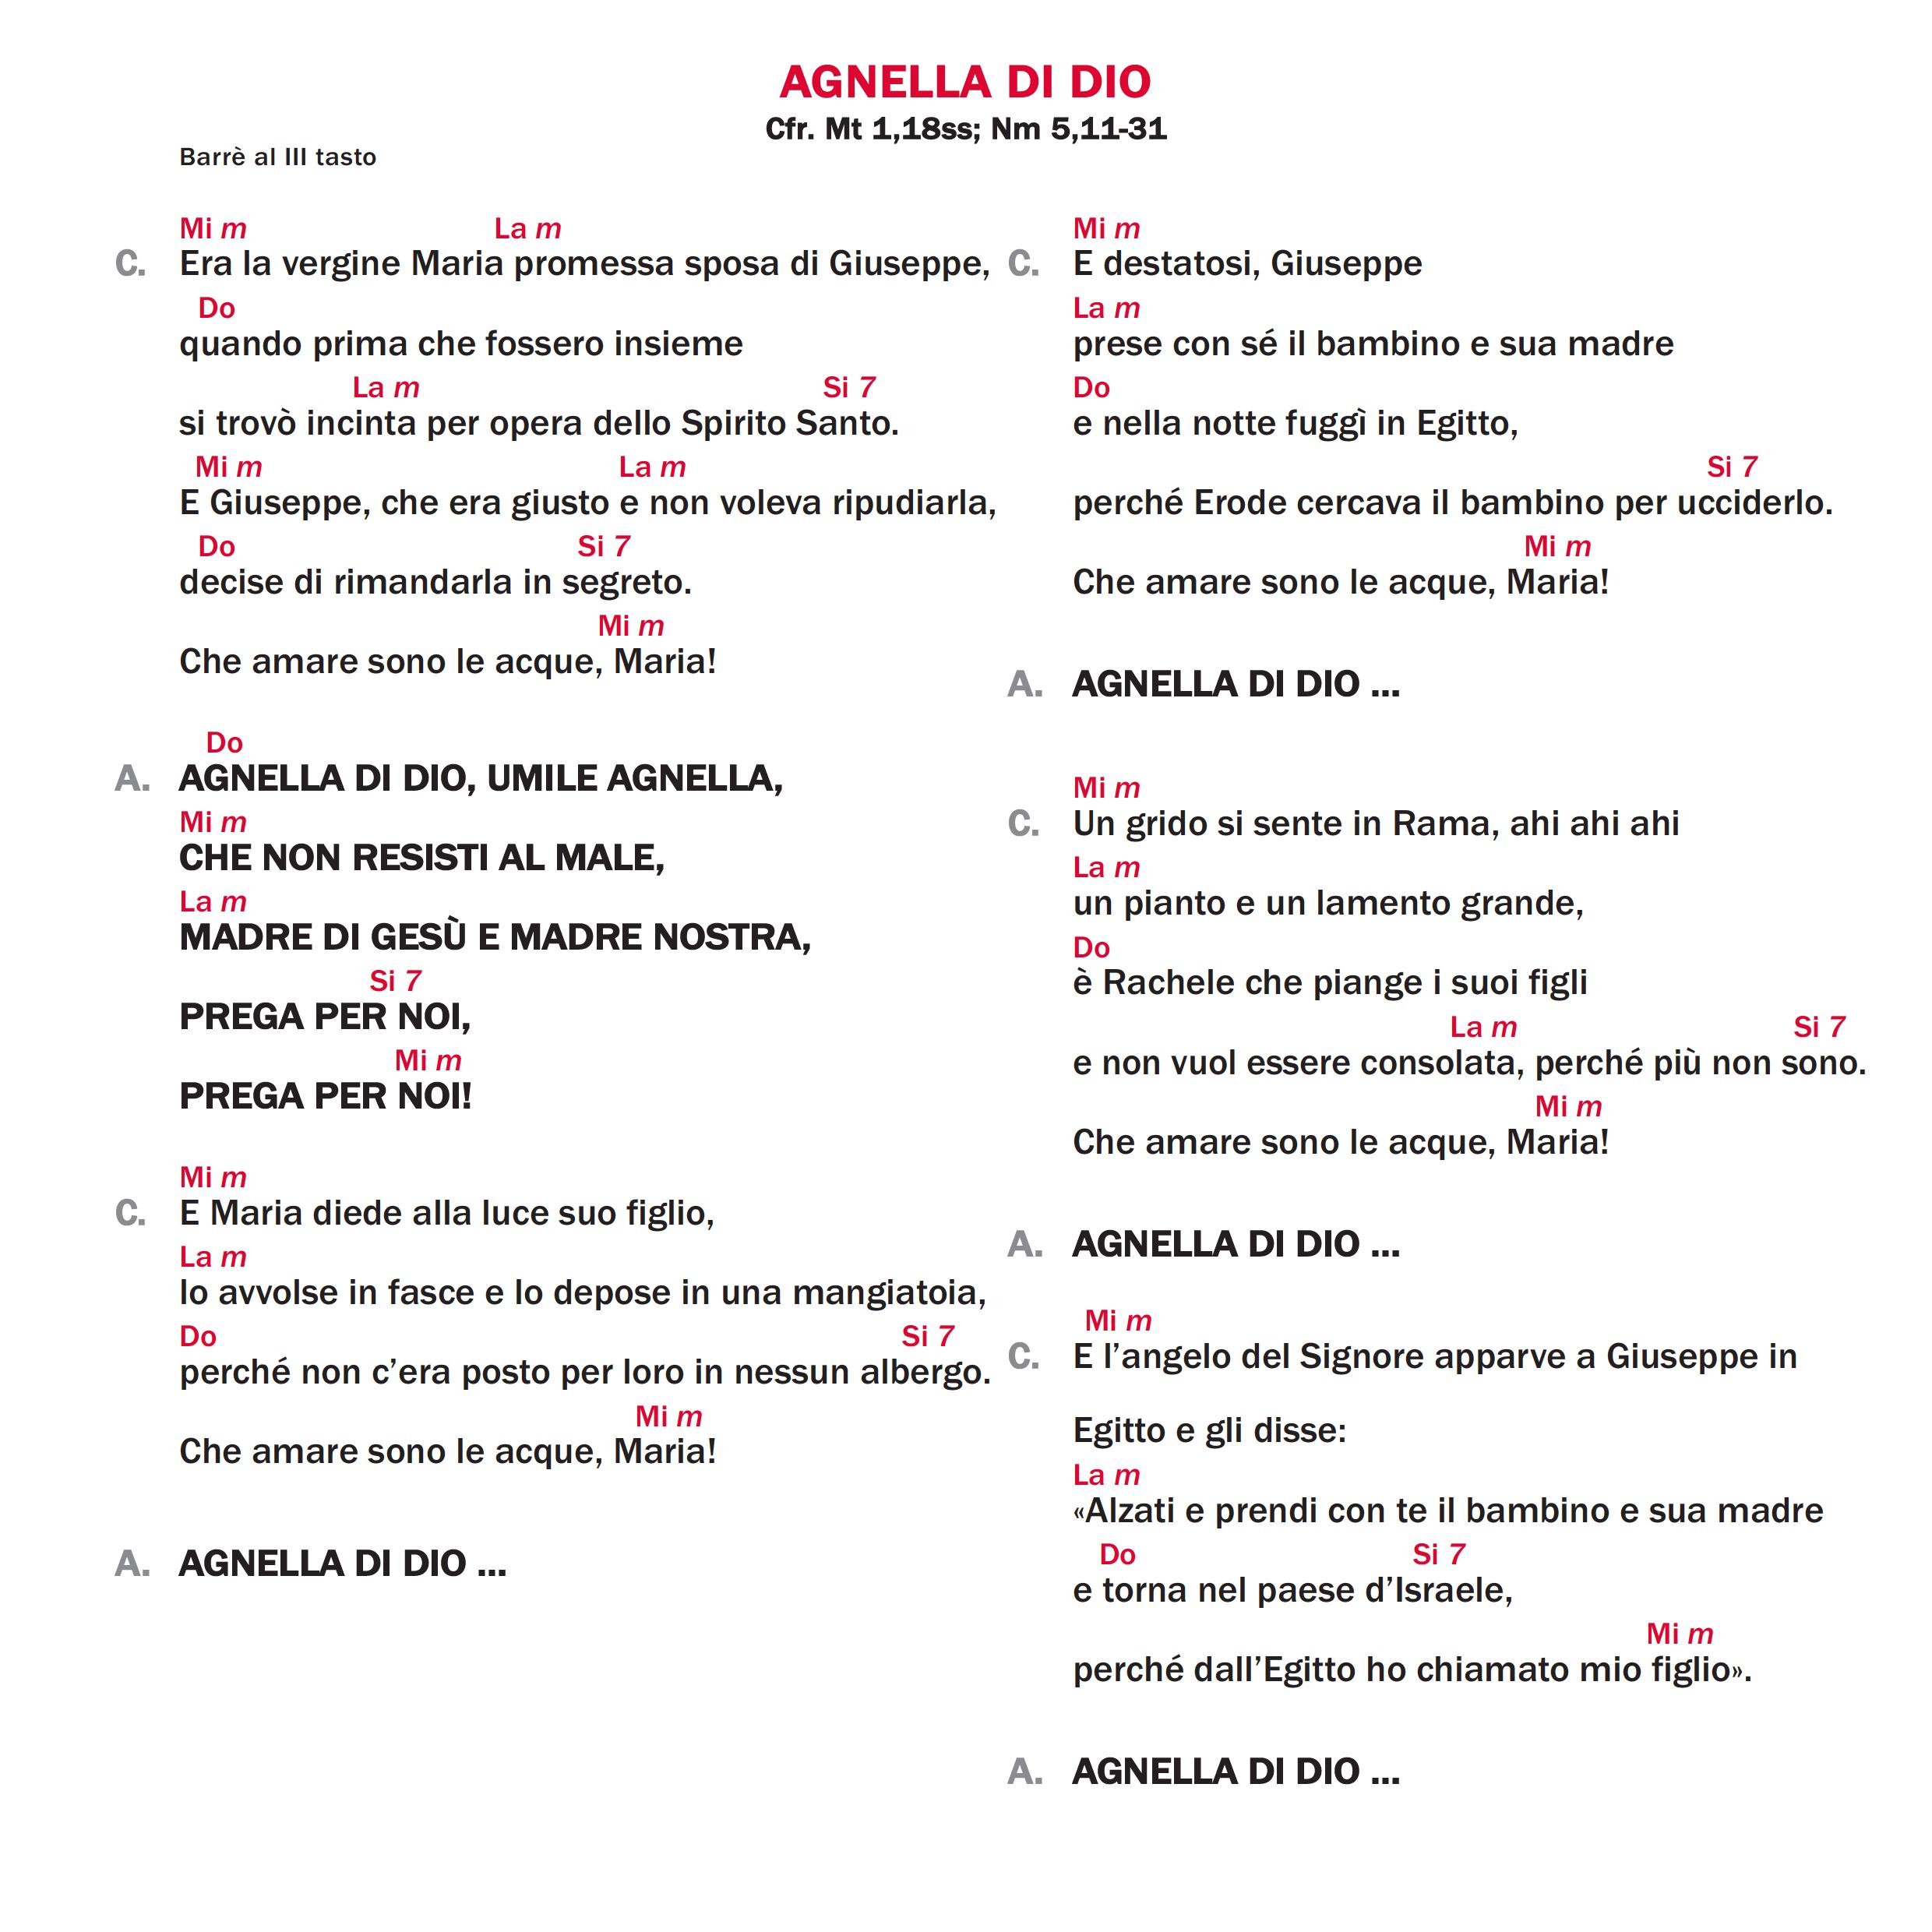 AGNELLA DI DIO
Cfr. Mt 1,18ss; Nm 5,11-31
Barrè al III tasto
Mi m La m
C. Era la vergine Maria promessa sposa di Giuseppe,
Do
quando prima che fossero insieme
La m Si 7
si trovò incinta per opera dello Spirito Santo.
Mi m La m
E Giuseppe, che era giusto e non voleva ripudiarla,
Do Si 7
decise di rimandarla in segreto.
Mi m
Che amare sono le acque, Maria!
Do
A. AGNELLA DI DIO, UMILE AGNELLA,
Mi m
CHE NON RESISTI AL MALE,
La m
MADRE DI GESÙ E MADRE NOSTRA,
Si 7
PREGA PER NOI,
Mi m
PREGA PER NOI!
Mi m
C. E Maria diede alla luce suo figlio,
La m
lo avvolse in fasce e lo depose in una mangiatoia,
Do Si 7
perché non c’era posto per loro in nessun albergo.
Mi m
Che amare sono le acque, Maria!
A. AGNELLA DI DIO ...
Mi m
C. E destatosi, Giuseppe
La m
prese con sé il bambino e sua madre
Do
e nella notte fuggì in Egitto,
Si 7
perché Erode cercava il bambino per ucciderlo.
Mi m
Che amare sono le acque, Maria!
A. AGNELLA DI DIO ...
Mi m
C. Un grido si sente in Rama, ahi ahi ahi
La m
un pianto e un lamento grande,
Do
è Rachele che piange i suoi figli
La m Si 7
e non vuol essere consolata, perché più non sono.
Mi m
Che amare sono le acque, Maria!
A. AGNELLA DI DIO ...
Mi m
C. E l’angelo del Signore apparve a Giuseppe in
Egitto e gli disse:
La m
«Alzati e prendi con te il bambino e sua madre
Do Si 7
e torna nel paese d’Israele,
Mi m
perché dall’Egitto ho chiamato mio figlio».
A. AGNELLA DI DIO ...